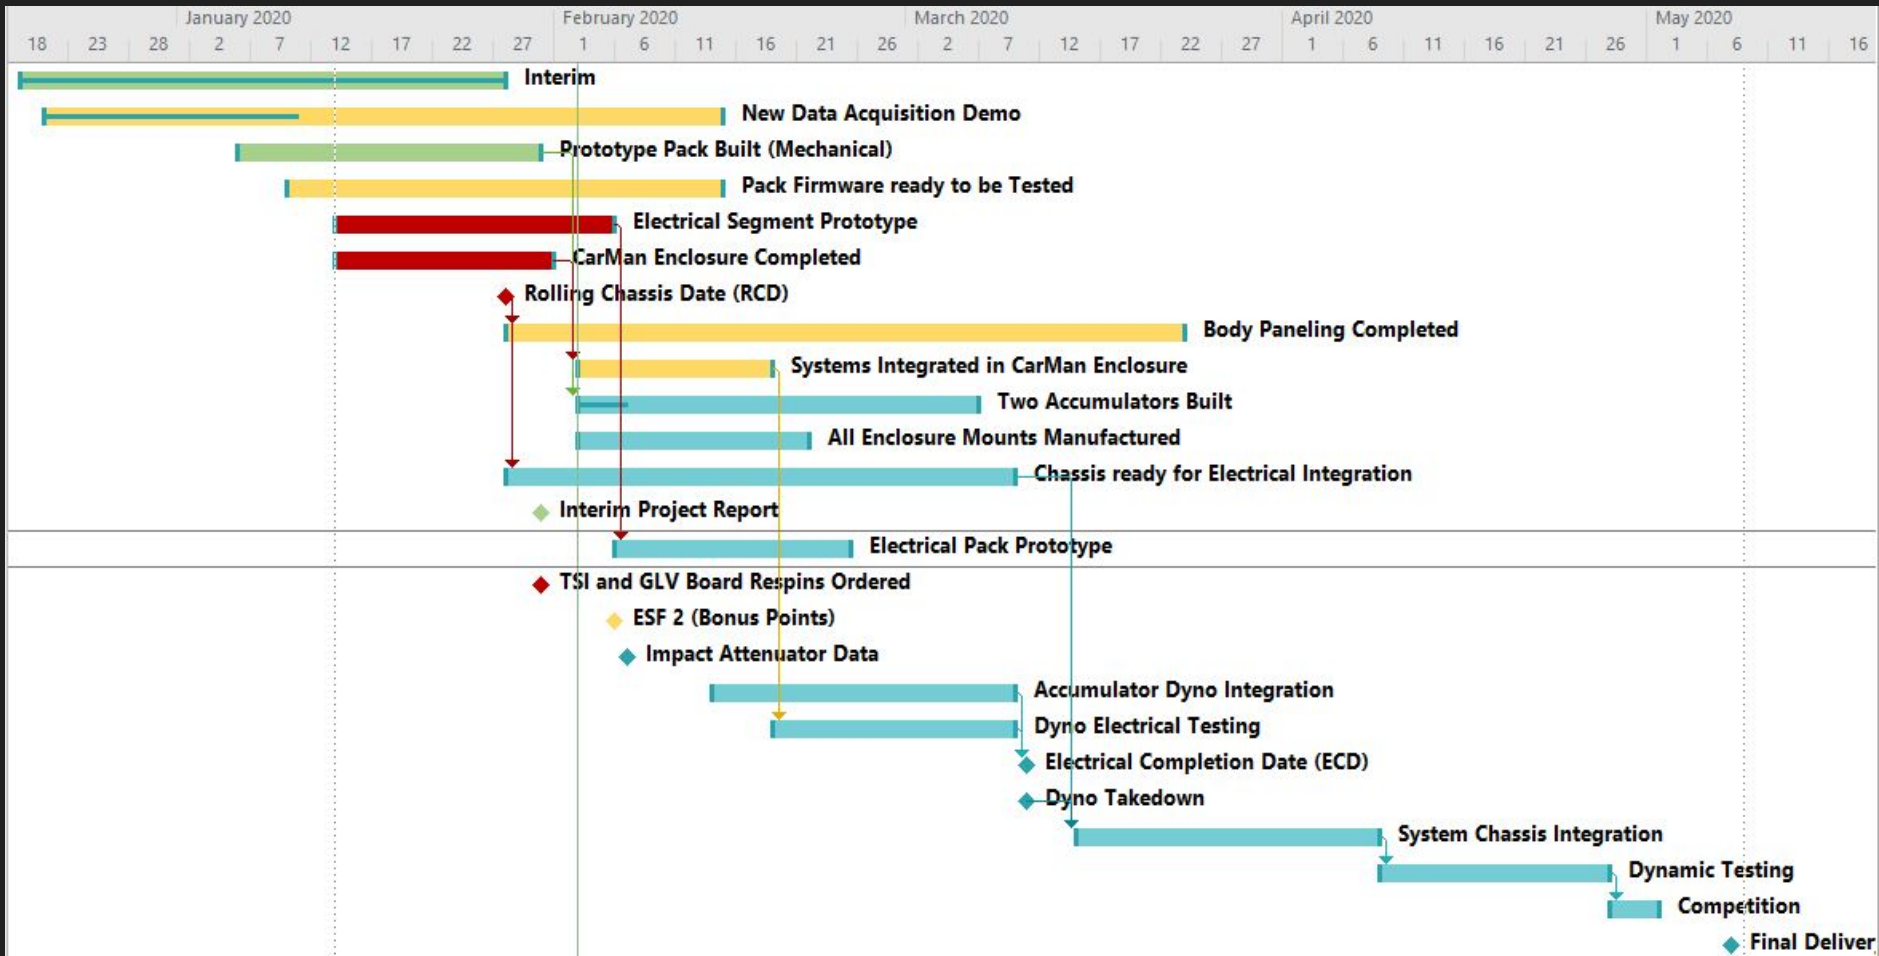 January 2020 February 2020 March 2020 April 2020 May 2020
18 23 28 2 7 12 17 22 27 1 6 11 16 21 26 2 7 12 17 22 27 1 6 11 16 21 26 1 6 11 16
Interim
New Data Acquisition Demo
Prototype Pack Built (Mechanical)
Pack Firmware ready to be Tested
Electrical Segment Prototype
CarMan Enclosure Completed
Rolling Chassis Date (RCD)
Body Paneling Completed
Systems Integrated in CarMan Enclosure
Two Accumulators Built
All Enclosure Mounts Manufactured
Chassis ready for Electrical Integration
Interim Project Report
Electrical Pack Prototype
TSI and GLV Board Respins Ordered
ESF 2 (Bonus Points)
Impact Attenuator Data
Accumulator Dyno Integration
Dyno Electrical Testing
Electrical Completion Date (ECD)
Dyno Takedown
System Chassis Integration
Dynamic Testing
Competition
Final Deliver